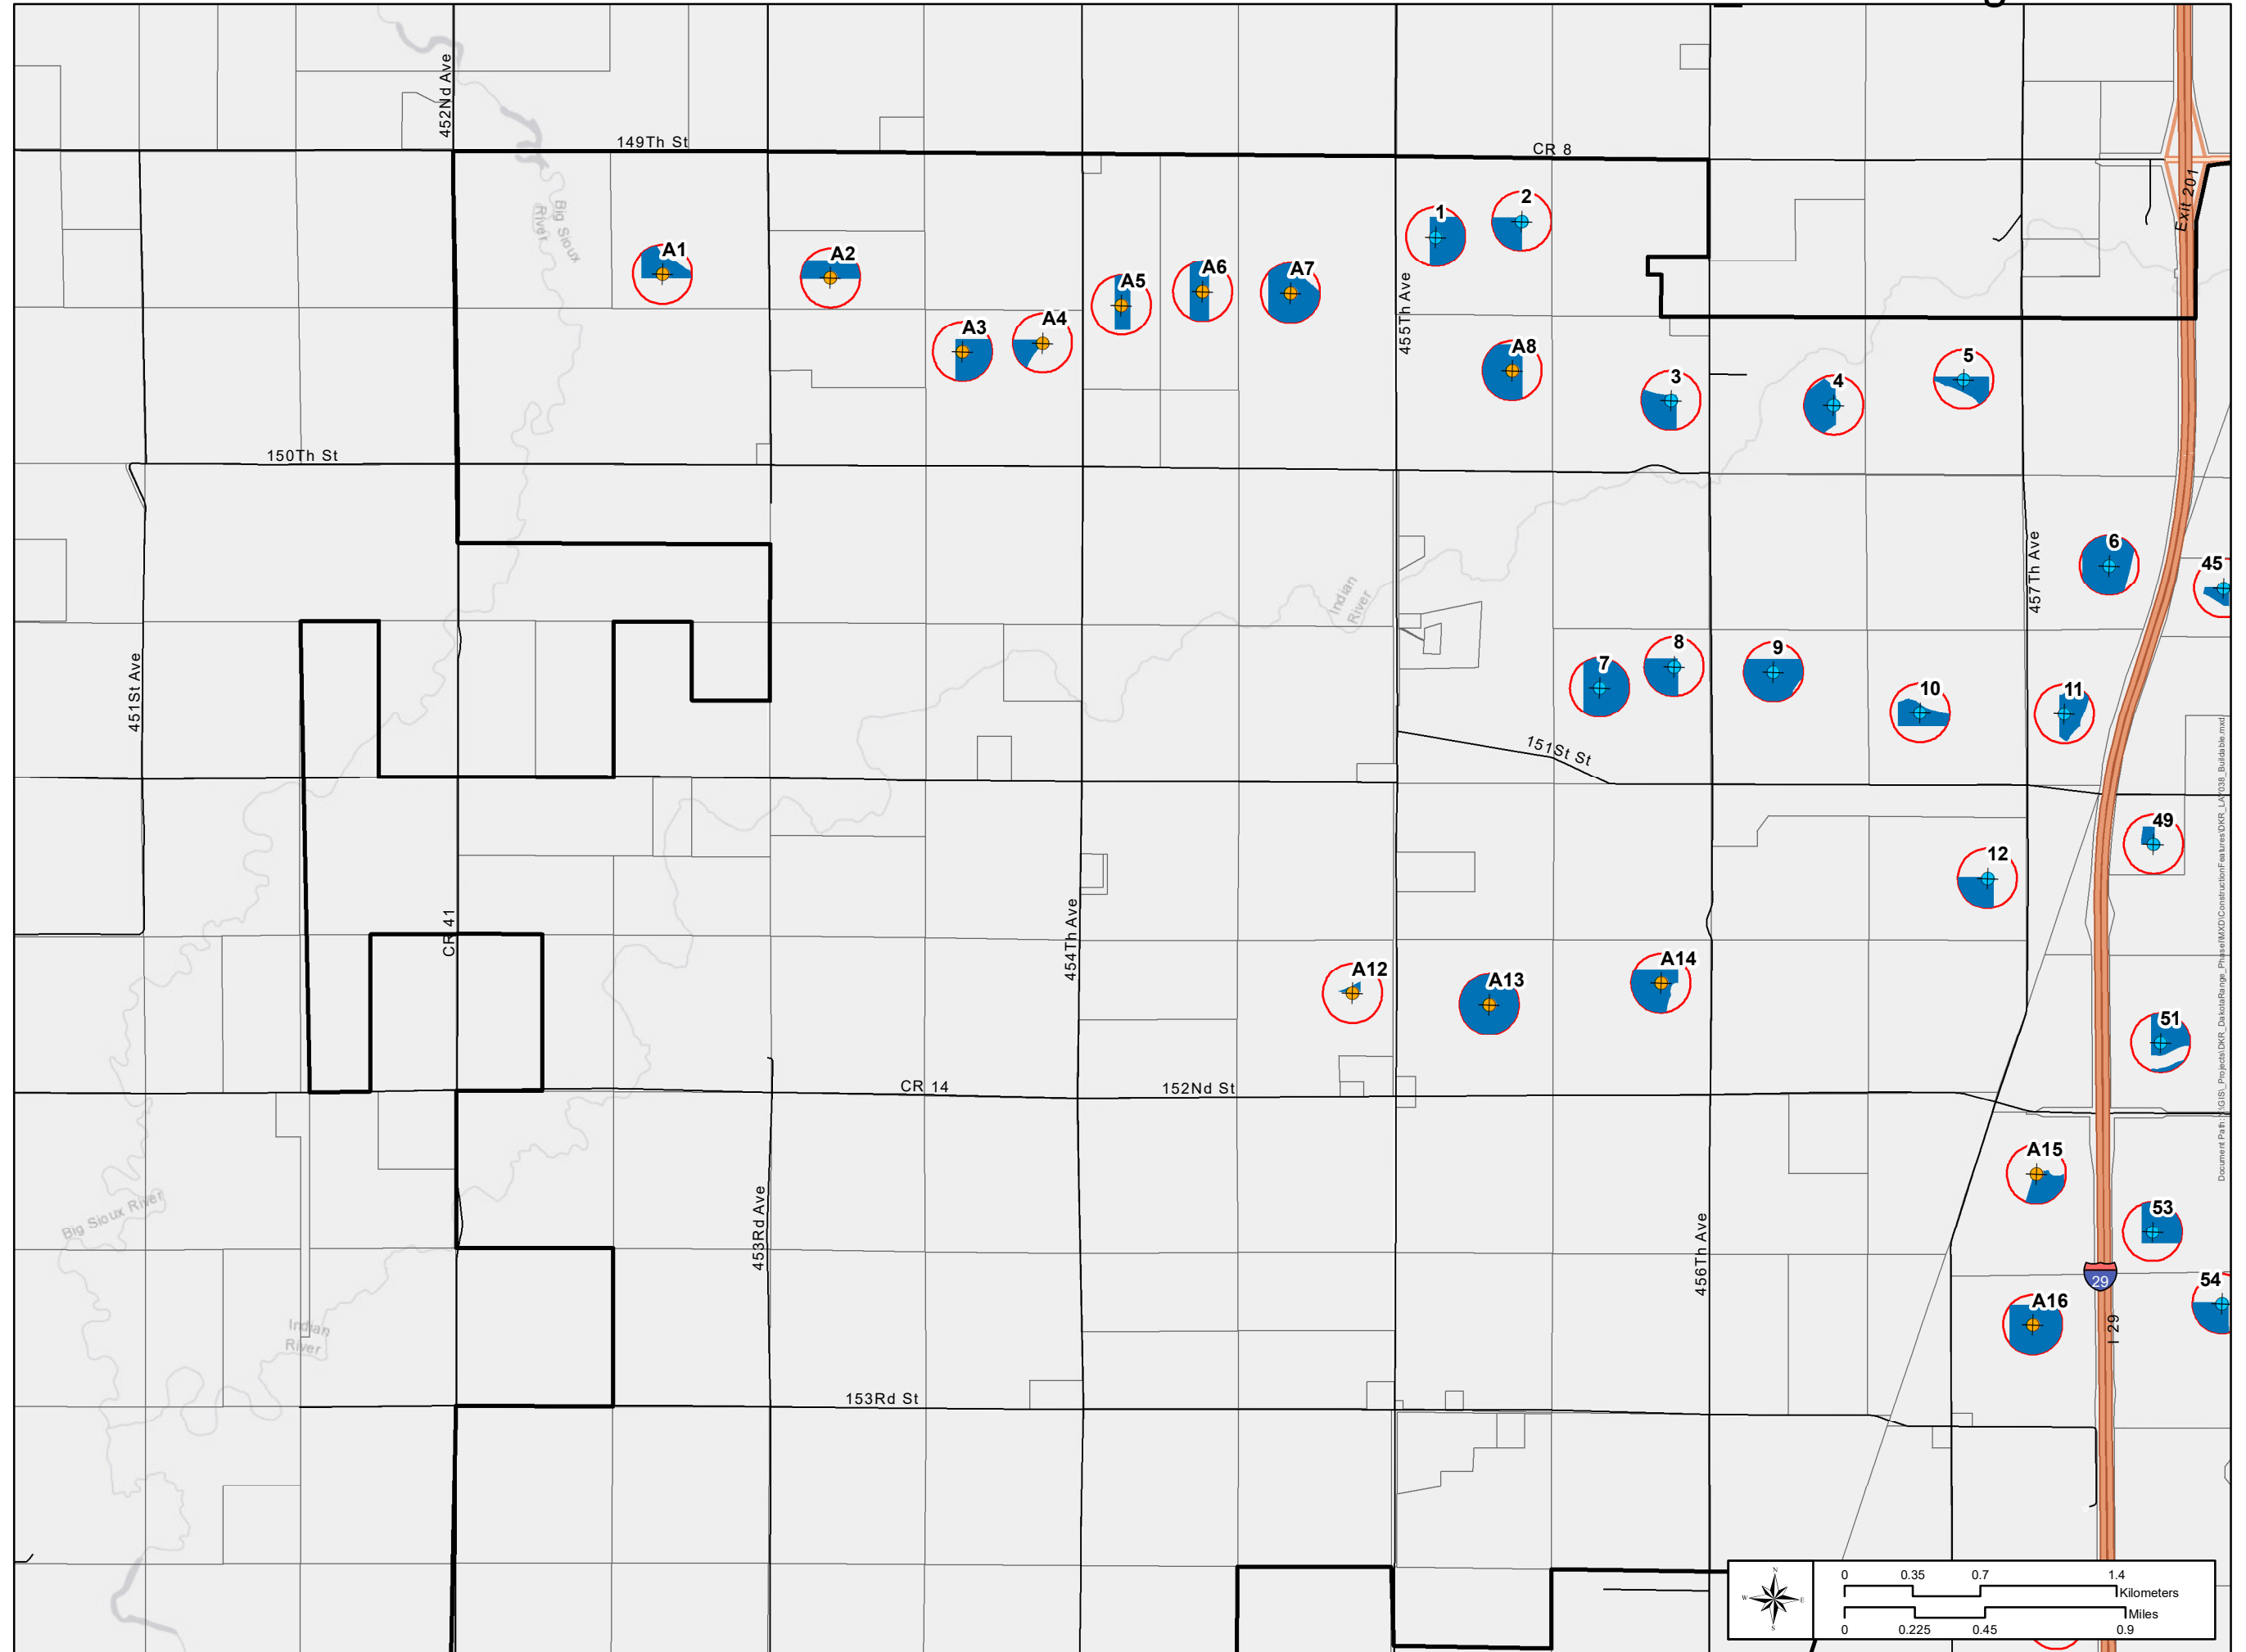 452Nd Ave
149Th St
CR 8
Exit 201
Big Sioux
River
A1
A2
A3
A4
A5
A6
A7
1
2
455Th Ave
A8
3
4
5
150Th St
457Th Ave
6
45
Indian
River
451St Ave
7
8
9
10
11
151St St
49
12
CR 41
454Th Ave
A12
A13
A14
51
CR 14
152Nd St
A15
53
Big Sioux River
453Rd Ave
456Th Ave
29
54
A16
I 29
Indian
River
153Rd St
N
W
E
S
0 0.35 0.7 1.4
Kilometers
Miles
0 0.225 0.45 0.9